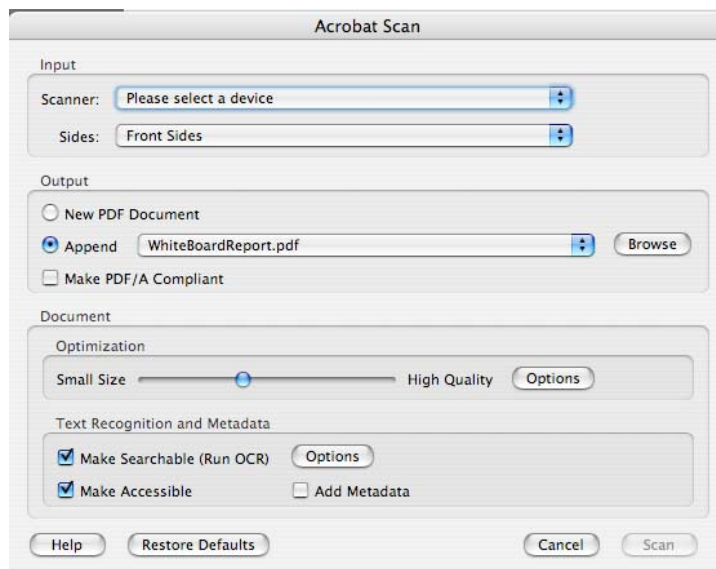 Acrobat Scan
Input
Scanner: Please select a device
Sides: Front Sides
Output
New PDF Document
Append WhiteBoardReport.pdf Browse
Make PDF/A Compliant
Document
Optimization
Small Size High Quality Options
Text Recognition and Metadata
Make Searchable (Run OCR) Options
Make Accessible Add Metadata
Help Restore Defaults Cancel Scan